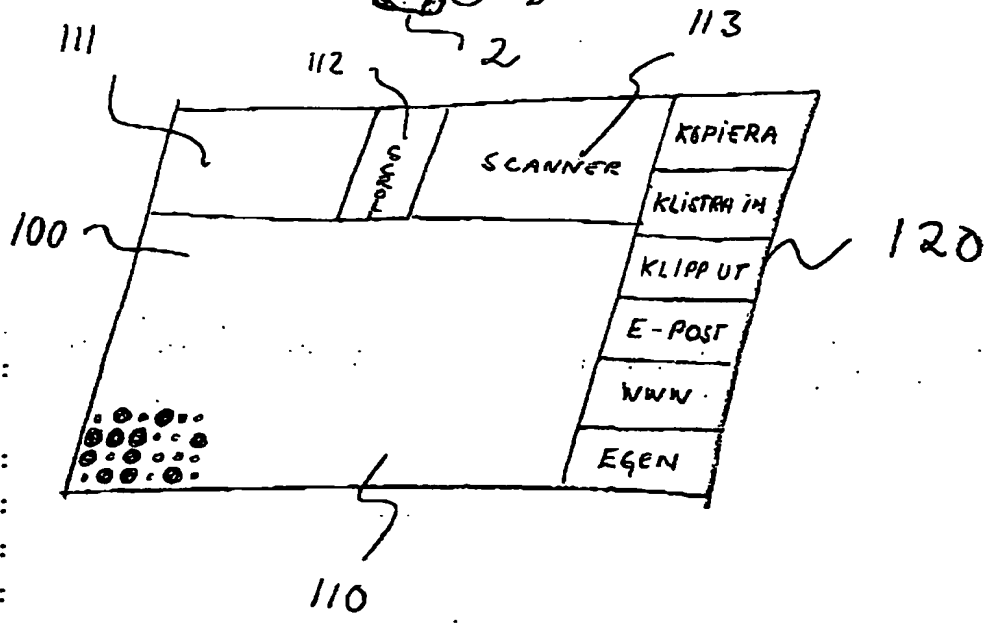 111
113
112
2
KOPIERA
SCANNER
KLISTRA IN
100
120
KLIPP UT
E-POST
WWW
EGEN
110